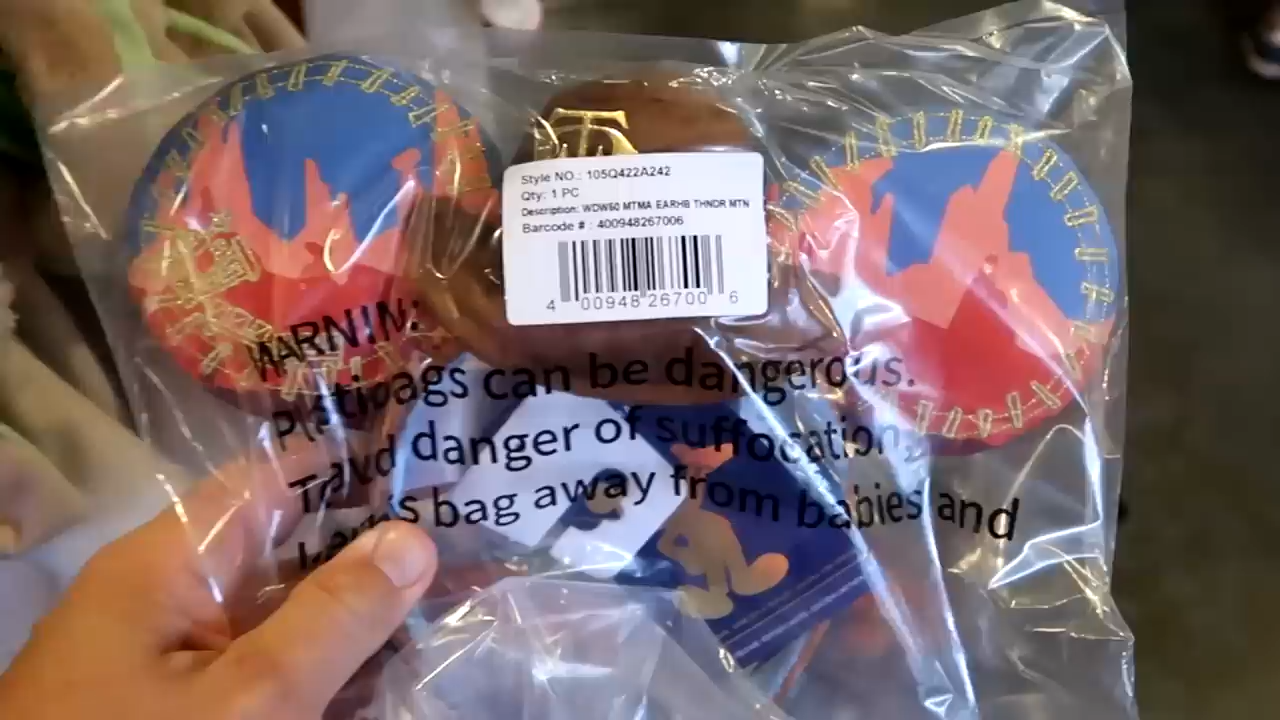 Style NO.: 105Q422A242
Qty: 1 PC
Description: WDW50 MTMA EARHB THNDR MTN
Barcode # : 400948267006
4 00948 26700 6
WARNIN:
can be dangerous.
danger of suffocation,
bag away from babies and